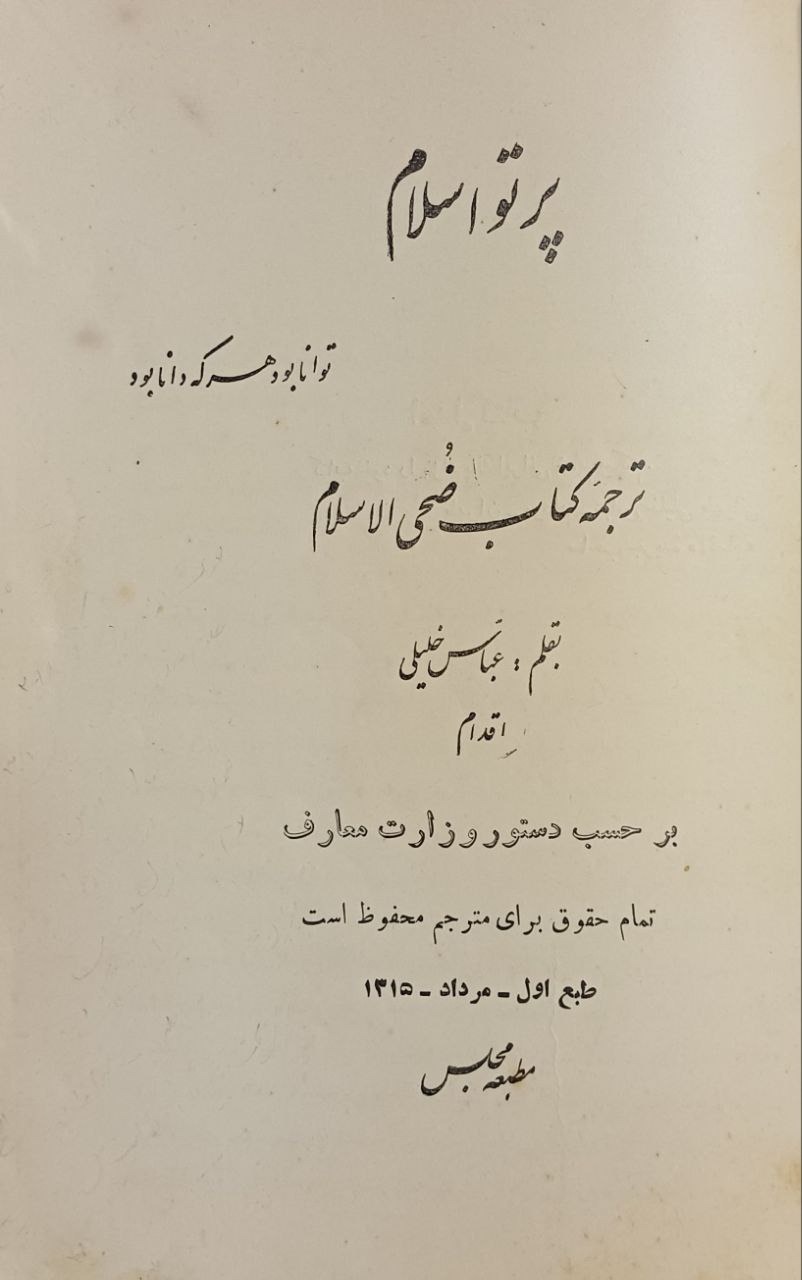 پرتو اسلام
توانا بود هر که دانا بود
ترجمه کتاب ضُحی الاسلام
بقلم : عباس خلیلی
اقدام
بر حسب دستور وزارت معارف
تمام حقوق برای مترجم محفوظ است
طبع اول ـ مرداد ـ ۱۳۱۵
مطبعه مجلس